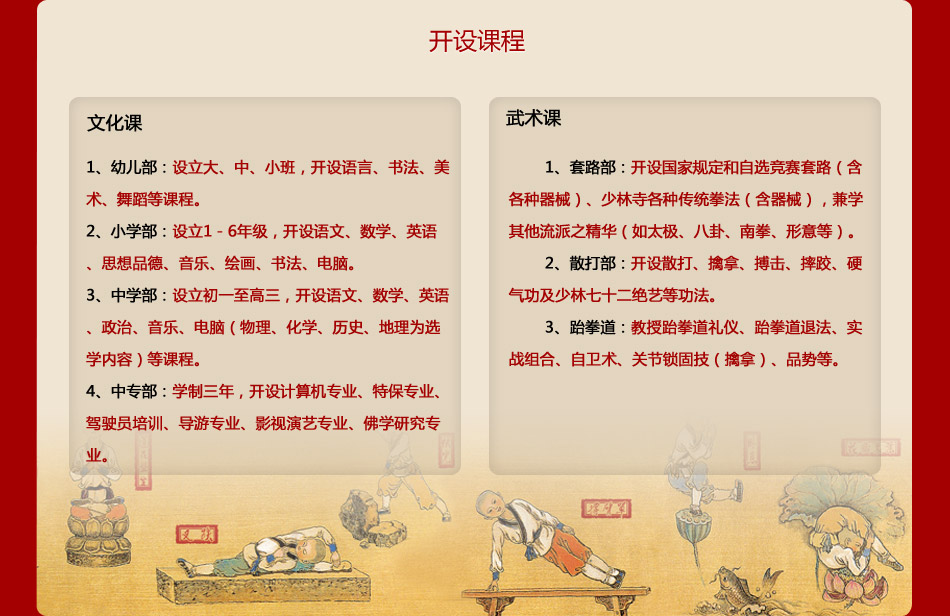 开设课程
文化课
1、幼儿部：设立大、中、小班，开设语言、书法、美
术、舞蹈等课程。
2、小学部：设立1－6年级，开设语文、数学、英语
、思想品德、音乐、绘画、书法、电脑。
3、中学部：设立初一至高三，开设语文、数学、英语
、政治、音乐、电脑（物理、化学、历史、地理为选
学内容）等课程。
4、中专部：学制三年，开设计算机专业、特保专业、
驾驶员培训、导游专业、影视演艺专业、佛学研究专
业。
武术课
1、套路部：开设国家规定和自选竞赛套路（含
各种器械）、少林寺各种传统拳法（含器械），兼学
其他流派之精华（如太极、八卦、南拳、形意等）。
2、散打部：开设散打、擒拿、搏击、摔跤、硬
气功及少林七十二绝艺等功法。
3、跆拳道：教授跆拳道礼仪、跆拳道退法、实
战组合、自卫术、关节锁固技（擒拿）、品势等。